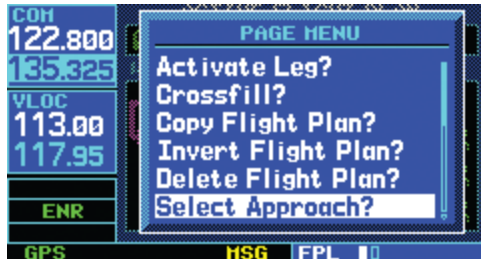 COM
122.800
135.325
VLOC
113.00
117.95
ENR
PAGE MENU
Activate Leg?
Crossfill?
Copy Flight Plan?
Invert Flight Plan?
Delete Flight Plan?
Select Approach?
GPS MSG FPL